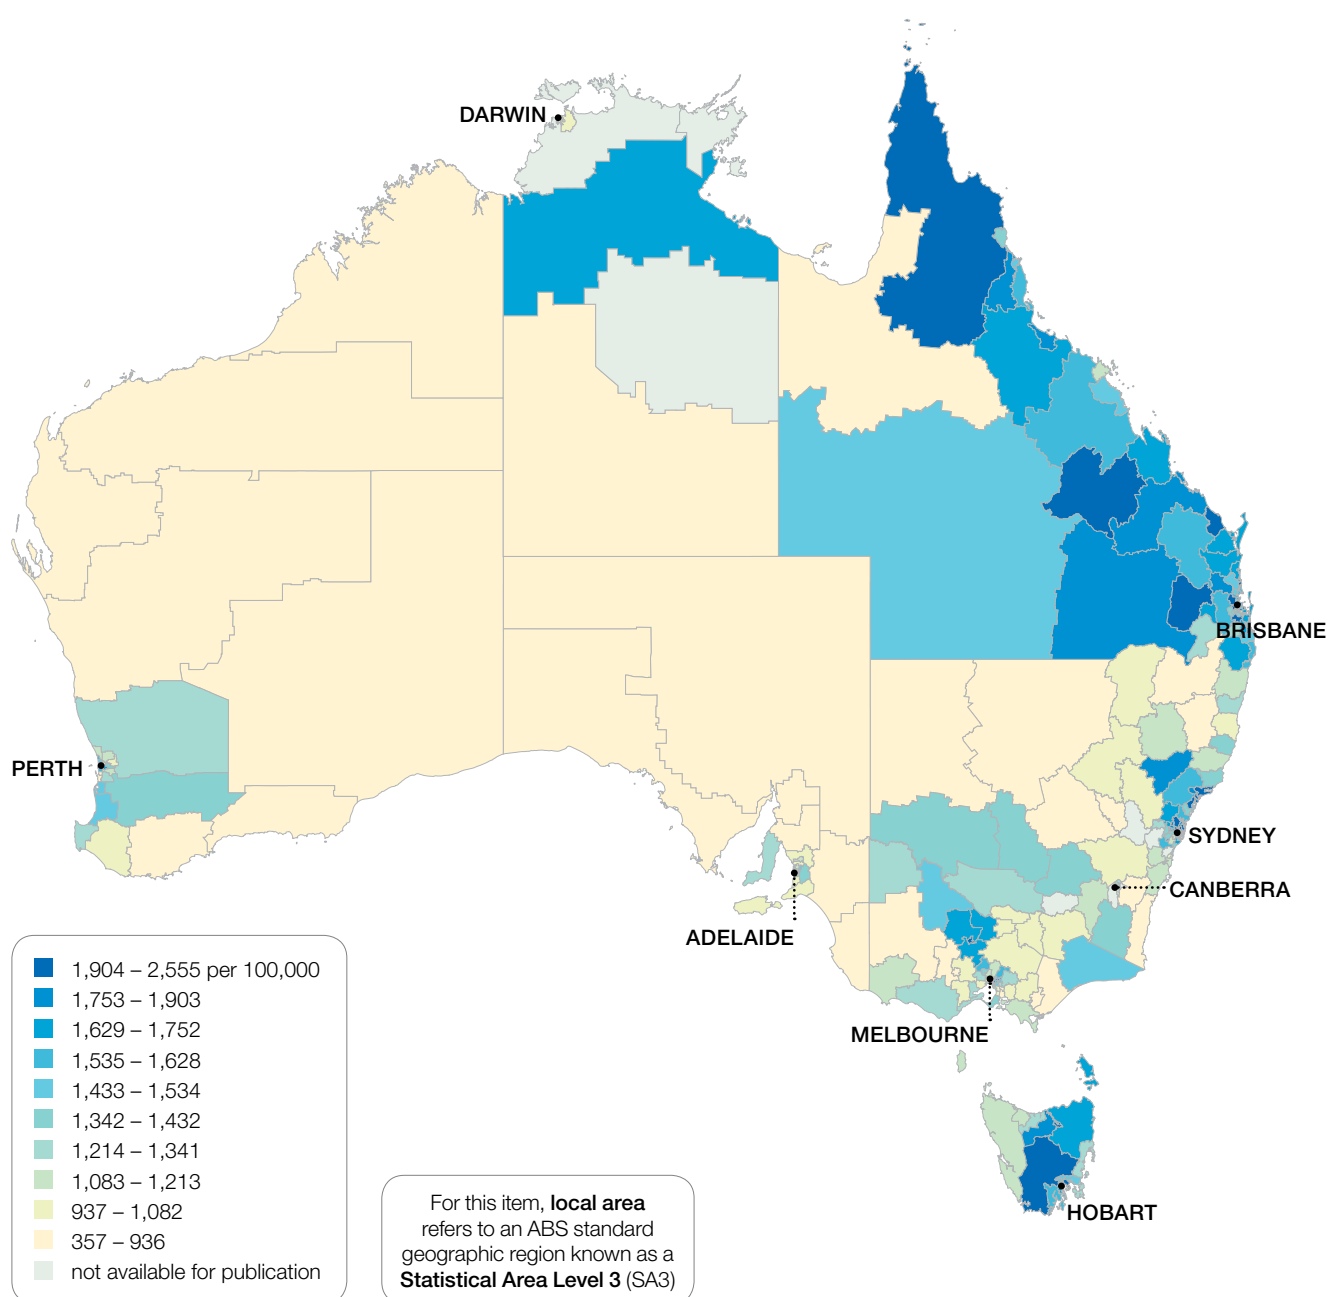 DARWIN
BRISBANE
PERTH
SYDNEY
CANBERRA
ADELAIDE
MELBOURNE
HOBART
1,904 – 2,555 per 100,000
1,753 – 1,903
1,629 – 1,752
1,535 – 1,628
1,433 – 1,534
1,342 – 1,432
1,214 – 1,341
1,083 – 1,213
937 – 1,082
357 – 936
not available for publication
For this item, local area
refers to an ABS standard
geographic region known as a
Statistical Area Level 3 (SA3)